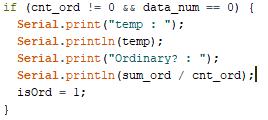 if (cnt_ord != 0 && data_num == 0) {
Serial.print("temp : ");
Serial.println(temp);
Serial.print("Ordinary? : ");
Serial.println(sum_ord / cnt_ord);
isOrd = 1;
}